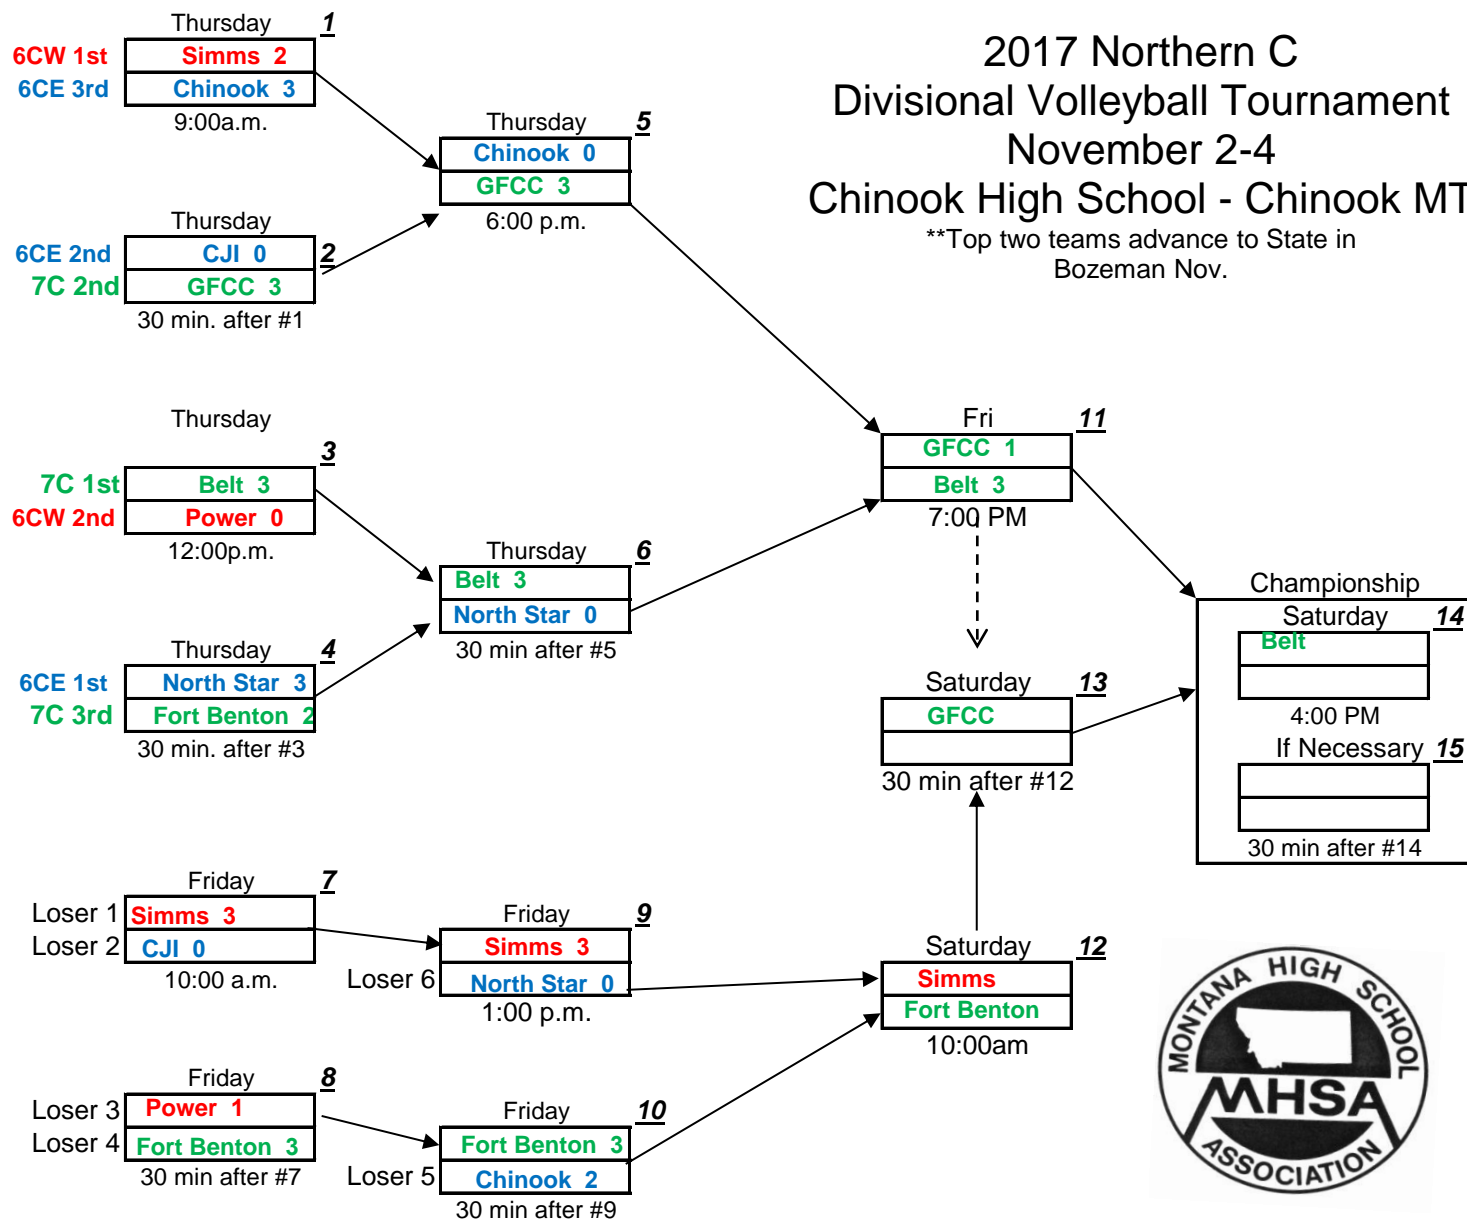 2017 Northern C
Divisional Volleyball Tournament
November 2-4
Chinook High School - Chinook MT
**Top two teams advance to State in
Bozeman Nov.
Thursday 1
6CW 1st Simms 2
6CE 3rd Chinook 3
9:00a.m.
Thursday 5
Chinook 0
GFCC 3
6:00 p.m.
Thursday 2
6CE 2nd CJI 0
7C 2nd GFCC 3
30 min. after #1
Thursday
3
7C 1st Belt 3
6CW 2nd Power 0
12:00p.m.
Fri 11
GFCC 1
Belt 3
7:00 PM
Thursday 6
Belt 3
North Star 0
30 min after #5
Thursday 4
6CE 1st North Star 3
7C 3rd Fort Benton 2
30 min. after #3
Saturday 13
GFCC
30 min after #12
Championship
Saturday 14
Belt
4:00 PM
If Necessary 15
30 min after #14
Friday 7
Loser 1 Simms 3
Loser 2 CJI 0
10:00 a.m.
Friday 9
Simms 3
Loser 6 North Star 0
1:00 p.m.
Saturday 12
Simms
Fort Benton
10:00am
Friday 8
Loser 3 Power 1
Loser 4 Fort Benton 3
30 min after #7
Friday 10
Fort Benton 3
Loser 5 Chinook 2
30 min after #9
MONTANA HIGH SCHOOL
MHSA
ASSOCIATION